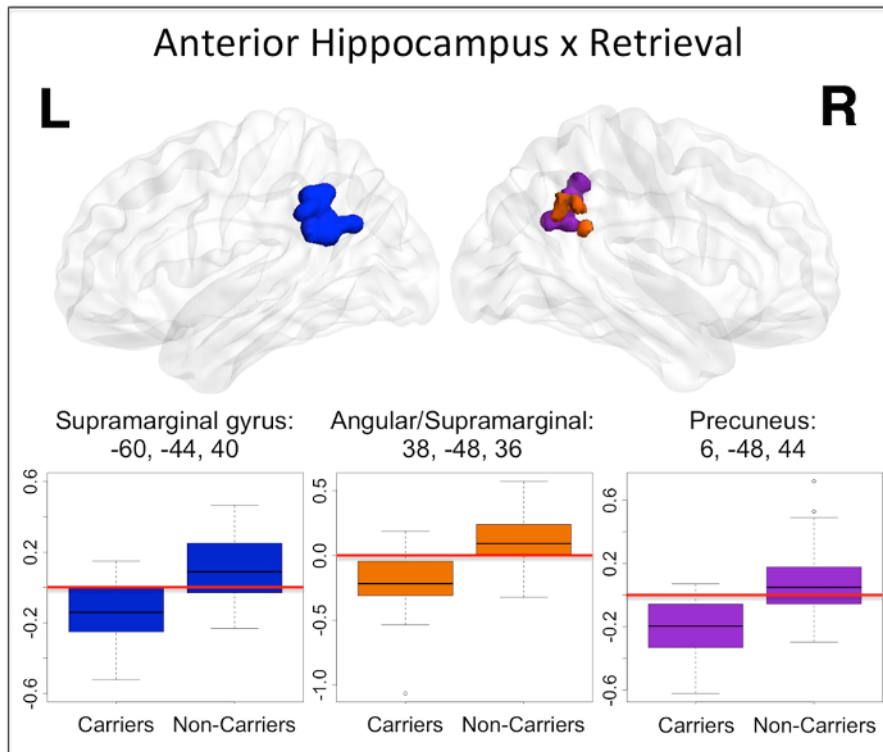 Anterior Hippocampus x Retrieval
L
R
Supramarginal gyrus:
-60, -44, 40
Angular/Supramarginal:
38, -48, 36
Precuneus:
6, -48, 44
0.6
0.2
-0.2
-0.6
Carriers Non-Carriers
0.5
0.0
-0.5
-1.0
Carriers Non-Carriers
0.6
0.2
-0.2
-0.6
Carriers Non-Carriers